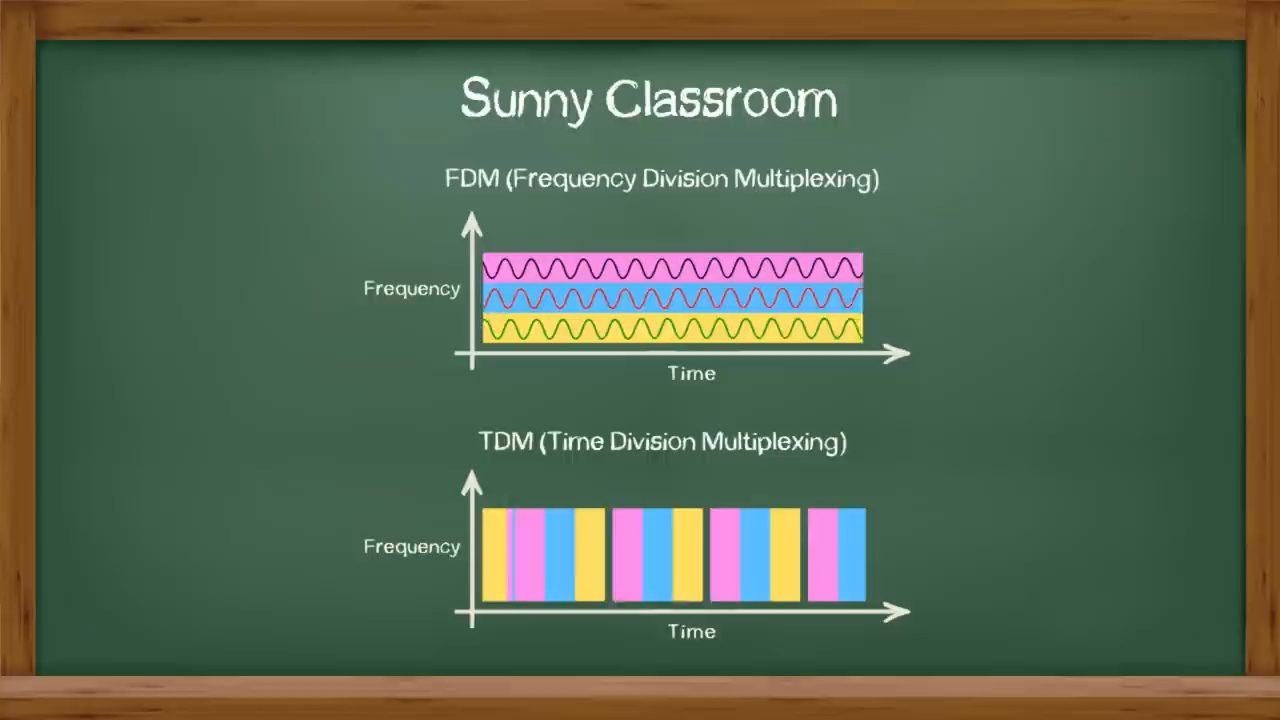 Sunny Classroom
FDM (Frequency Division Multiplexing)
Frequency
Time
TDM (Time Division Multiplexing)
Frequency
Time